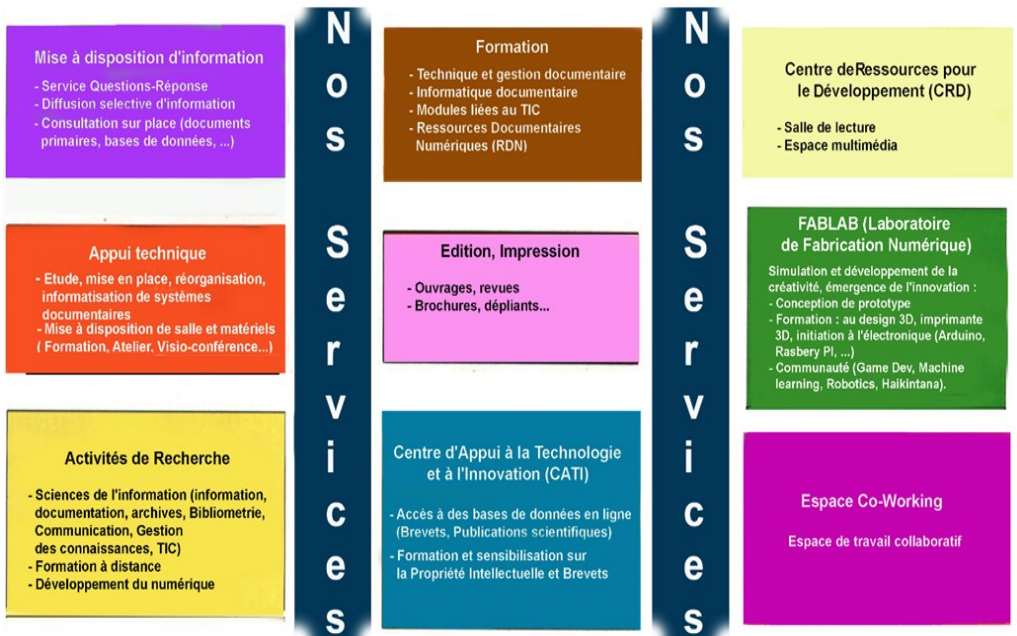 Mise à disposition d'information
- Service Questions-Réponse
- Diffusion selective d'information
- Consultation sur place (documents
primaires, bases de données, ...)
Appui technique
- Etude, mise en place, réorganisation,
informatisation de systèmes
documentaires
- Mise à disposition de salle et matériels
( Formation, Atelier, Visio-conférence...)
Activités de Recherche
- Sciences de l'information (information,
documentation, archives, Bibliometrie,
Communication, Gestion
des connaissances, TIC)
- Formation à distance
- Développement du numérique
Nos Services
Formation
- Technique et gestion documentaire
- Informatique documentaire
- Modules liées au TIC
- Ressources Documentaires
Numériques (RDN)
Edition, Impression
- Ouvrages, revues
- Brochures, dépliants...
Centre d'Appui à la Technologie
et à l'Innovation (CATI)
- Accès à des bases de données en ligne
(Brevets, Publications scientifiques)
- Formation et sensibilisation sur
la Propriété Intellectuelle et Brevets
Nos Services
Centre deRessources pour
le Développement (CRD)
- Salle de lecture
- Espace multimédia
FABLAB (Laboratoire
de Fabrication Numérique)
Simulation et développement de la
créativité, émergence de l'innovation :
- Conception de prototype
- Formation : au design 3D, imprimante
3D, initiation à l'électronique (Arduino,
Rasbery PI, ...)
- Communauté (Game Dev, Machine
learning, Robotics, Haikintana).
Espace Co-Working
Espace de travail collaboratif